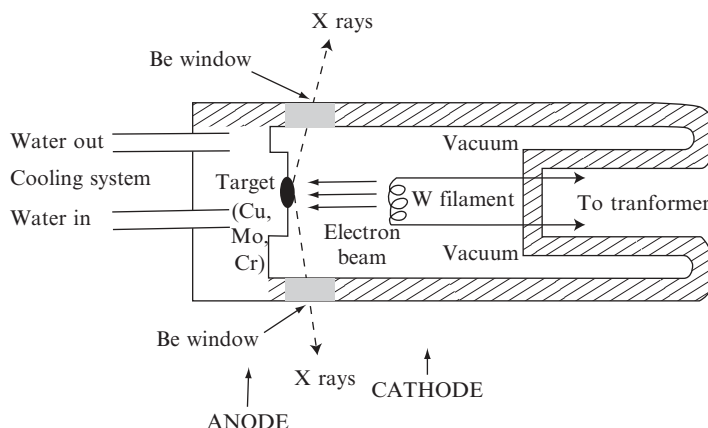 X rays
Be window
Water out
Vacuum
Cooling system
Target
W filament
To tranformer
Water in
(Cu,
Mo,
Cr)
Electron
beam
Vacuum
Be window
X rays
CATHODE
ANODE